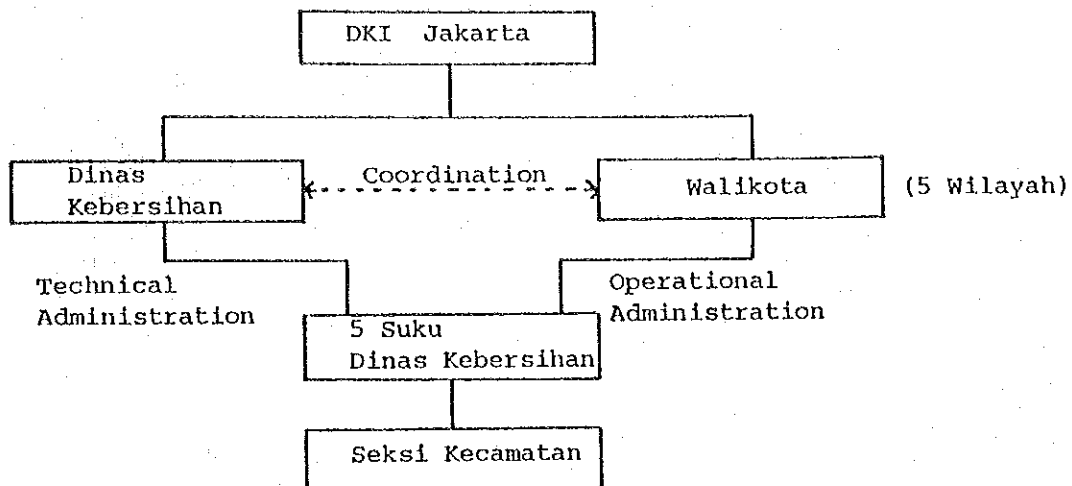 DKI Jakarta
Dinas
Kebersihan
Coordination
Walikota
(5 Wilayah)
Technical
Administration
Operational
Administration
5 Suku
Dinas Kebersihan
Seksi Kecamatan